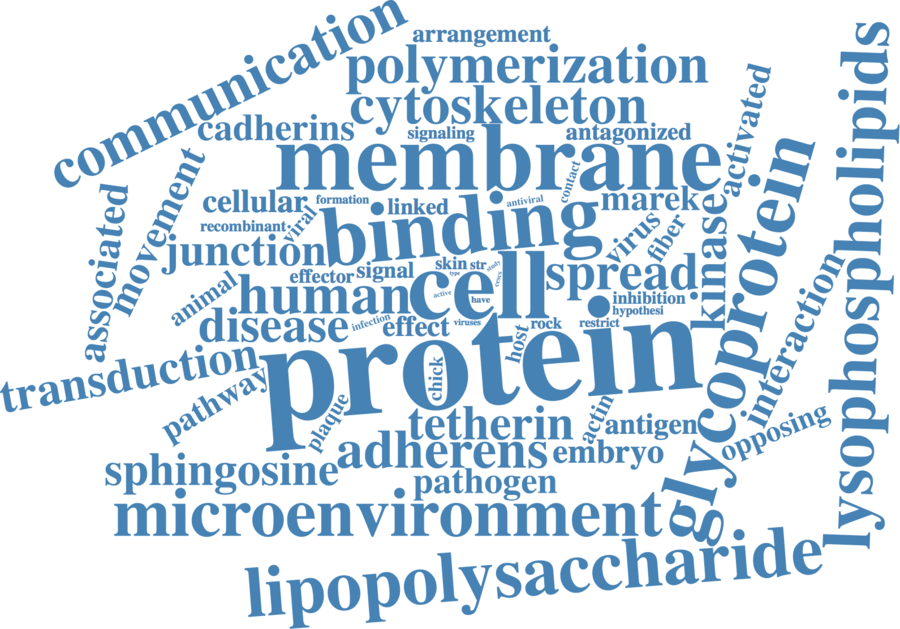 communication
arrangement
polymerization
cytoskeleton
cadherins
signaling
antagonized
membrane
activated
lysophospholipids
associated
movement
cellular
formation
linked
antiviral
contact
marek
recombinant
viral
binding
virus
fiber
kinase
glycoprotein
junction
effector
signal
skin
str
type
study
cell
active
have
spread
animal
human
inhibition
hypothesi
interaction
disease
infection
effect
viruses
host
rock
restrict
protein
chick
transduction
pathway
plaque
tetherin
actin
antigen
opposing
sphingosine
adherens
embryo
pathogen
microenvironment
lipopolysaccharide